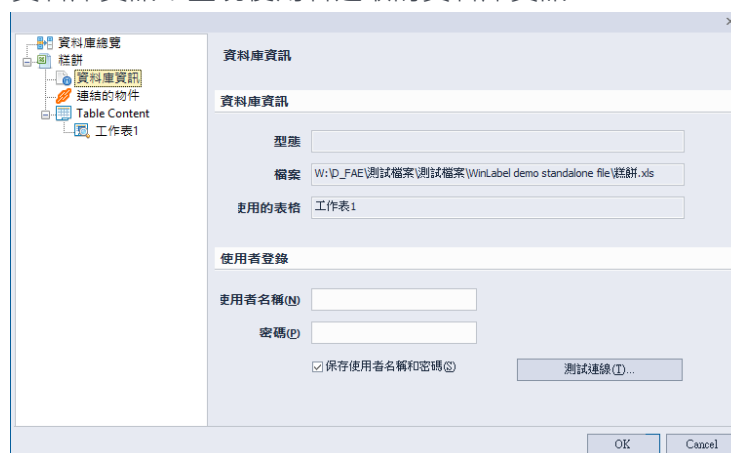 資料庫總覽
糕餅
資料庫資訊
連結的物件
Table Content
工作表1
資料庫資訊
資料庫資訊
型態
檔案 W:\D_FAE\測試檔案\測試檔案\WinLabel demo standalone file\糕餅.xls
使用的表格 工作表1
使用者登錄
使用者名稱(N)
密碼(P)
保存使用者名稱和密碼(S) 測試連線(T)...
OK Cancel